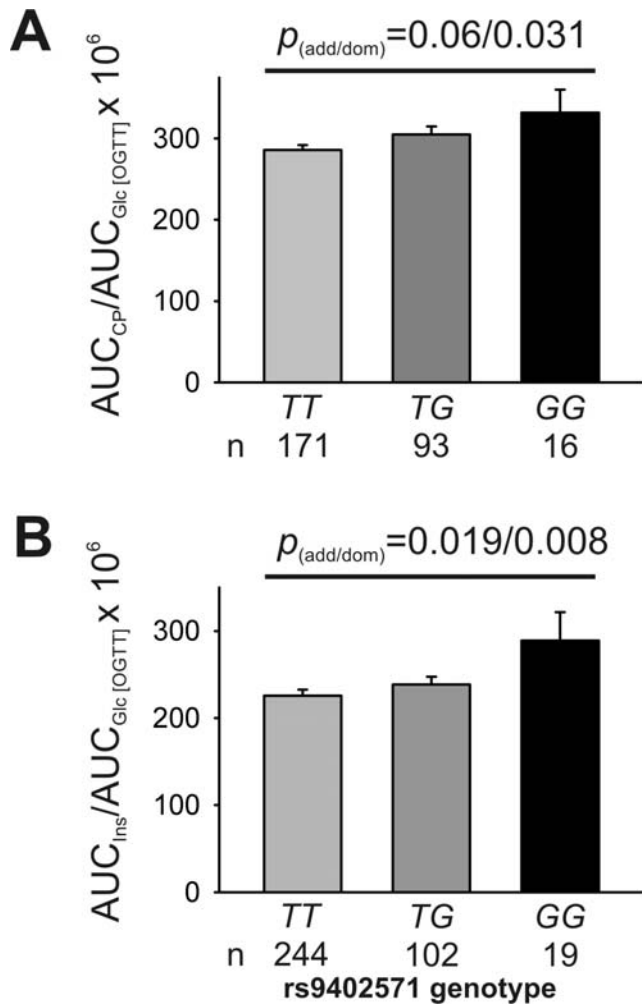 A
p(add/dom)=0.06/0.031
AUCCP/AUCGlc [OGTT] x 10⁶
300
200
100
0
TT TG GG
n 171 93 16
B
p(add/dom)=0.019/0.008
AUCIns/AUCGlc [OGTT] x 10⁶
300
200
100
0
TT TG GG
n 244 102 19
rs9402571 genotype